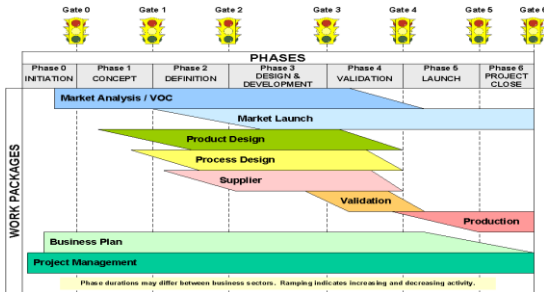 Gate 0 Gate 1 Gate 2 Gate 3 Gate 4 Gate 5 Gate 6
PHASES
Phase 0 Phase 1 Phase 2 Phase 3 Phase 4 Phase 5 Phase 6
INITIATION CONCEPT DEFINITION DESIGN & DEVELOPMENT VALIDATION LAUNCH PROJECT CLOSE
WORK PACKAGES
Market Analysis / VOC
Market Launch
Product Design
Process Design
Supplier
Validation
Production
Business Plan
Project Management
Phase durations may differ between business sectors. Ramping indicates increasing and decreasing activity.